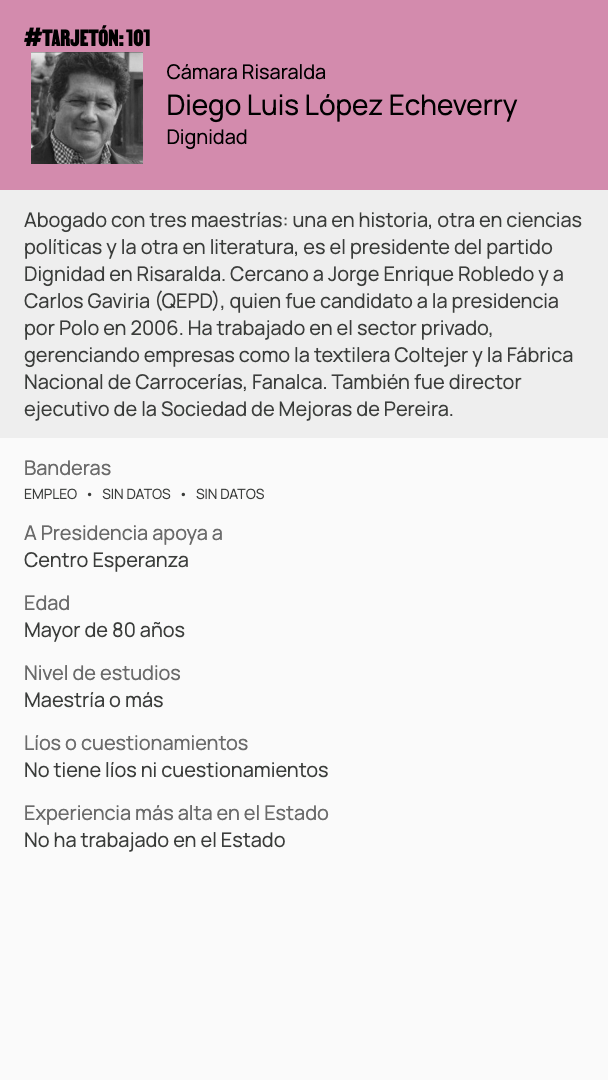 #TARJETÓN: 101
Cámara Risaralda
Diego Luis López Echeverry
Dignidad
Abogado con tres maestrías: una en historia, otra en ciencias
políticas y la otra en literatura, es el presidente del partido
Dignidad en Risaralda. Cercano a Jorge Enrique Robledo y a
Carlos Gaviria (QEPD), quien fue candidato a la presidencia
por Polo en 2006. Ha trabajado en el sector privado,
gerenciando empresas como la textilera Coltejer y la Fábrica
Nacional de Carrocerías, Fanalca. También fue director
ejecutivo de la Sociedad de Mejoras de Pereira.
Banderas
EMPLEO • SIN DATOS • SIN DATOS
A Presidencia apoya a
Centro Esperanza
Edad
Mayor de 80 años
Nivel de estudios
Maestría o más
Líos o cuestionamientos
No tiene líos ni cuestionamientos
Experiencia más alta en el Estado
No ha trabajado en el Estado